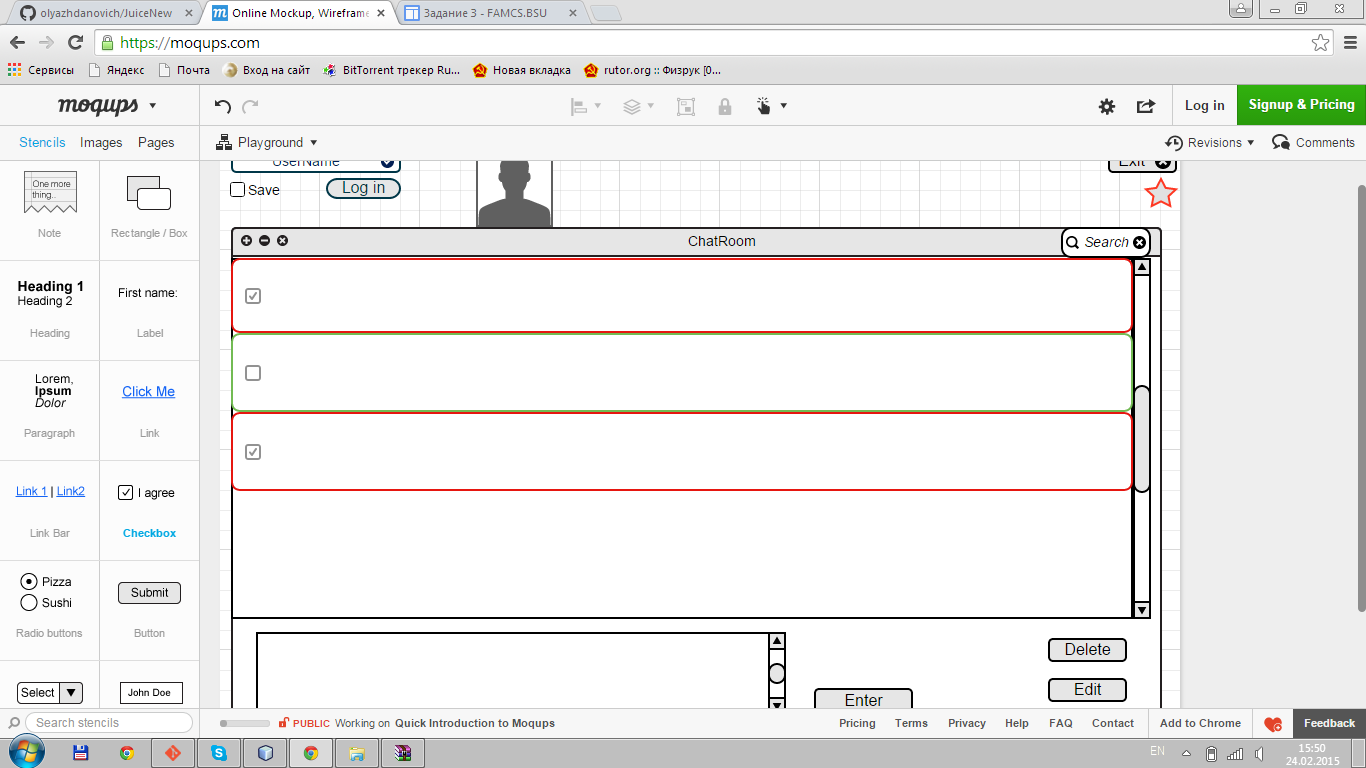 olyazhdanovich/JuiceNew
Online Mockup, Wireframe
Задание 3 - FAMCS.BSU
https://moqups.com
Сервисы
Яндекс
Почта
Вход на сайт
BitTorrent трекер Ru...
Новая вкладка
rutor.org :: Физрук [0...
moqups
Log in
Signup & Pricing
Stencils
Images
Pages
Playground
Revisions
Comments
UserName
Exit
Save
Log in
One more
thing..
Note
Rectangle / Box
ChatRoom
Search
Heading 1
Heading 2
Heading
First name:
Label
Lorem,
Ipsum
Dolor
Paragraph
Click Me
Link
Link 1 | Link2
Link Bar
I agree
Checkbox
Pizza
Sushi
Radio buttons
Submit
Button
Select
John Doe
Delete
Edit
Enter
Search stencils
PUBLIC Working on Quick Introduction to Moqups
Pricing
Terms
Privacy
Help
FAQ
Contact
Add to Chrome
Feedback
EN
15:50
24.02.2015